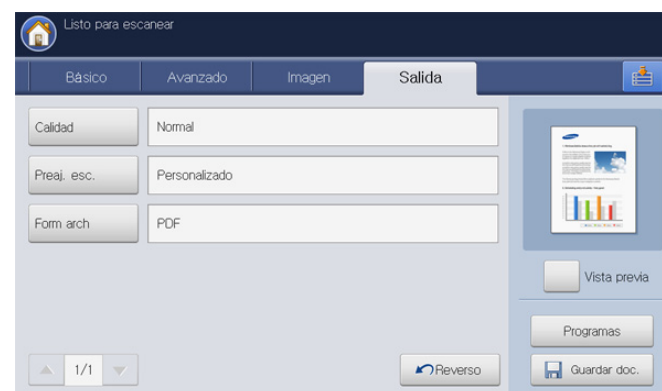 Listo para escanear
Básico
Avanzado
Imagen
Salida
Calidad
Normal
Preaj. esc.
Personalizado
Form arch
PDF
Vista previa
Programas
1/1
Reverso
Guardar doc.